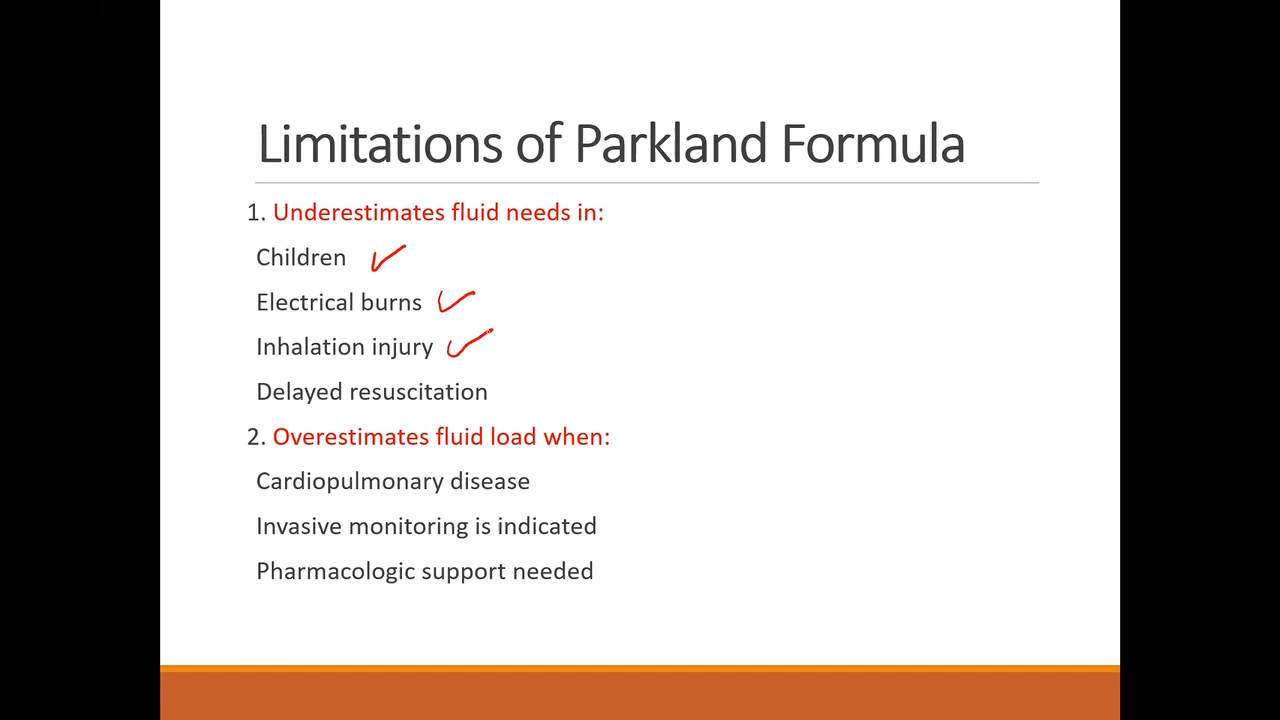 Limitations of Parkland Formula
1. Underestimates fluid needs in:
Children
Electrical burns
Inhalation injury
Delayed resuscitation
2. Overestimates fluid load when:
Cardiopulmonary disease
Invasive monitoring is indicated
Pharmacologic support needed